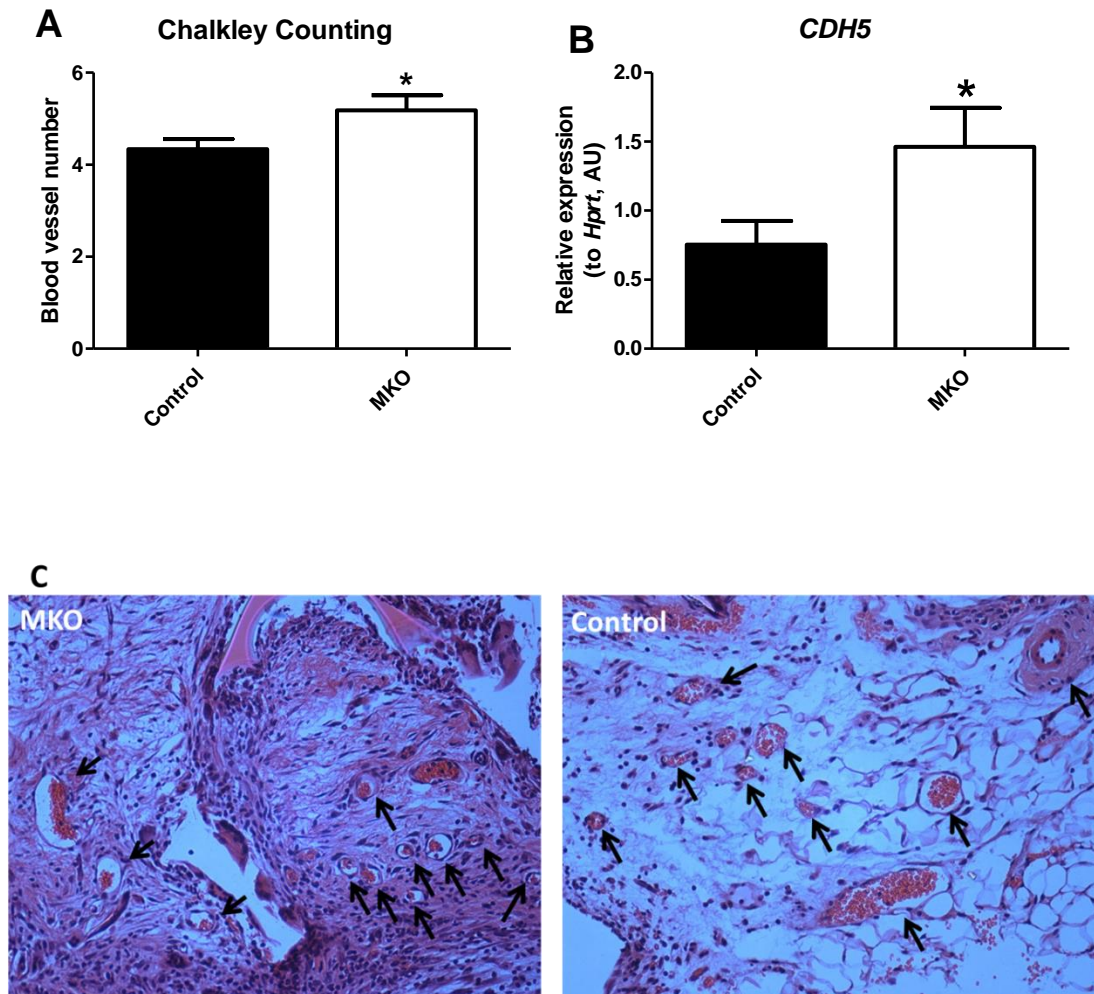 A
Chalkley Counting
Blood vessel number
6
4
2
0
*
Control
MKO
B
CDH5
Relative expression
(to Hprt, AU)
2.0
1.5
1.0
0.5
0.0
*
Control
MKO
C
MKO
Control